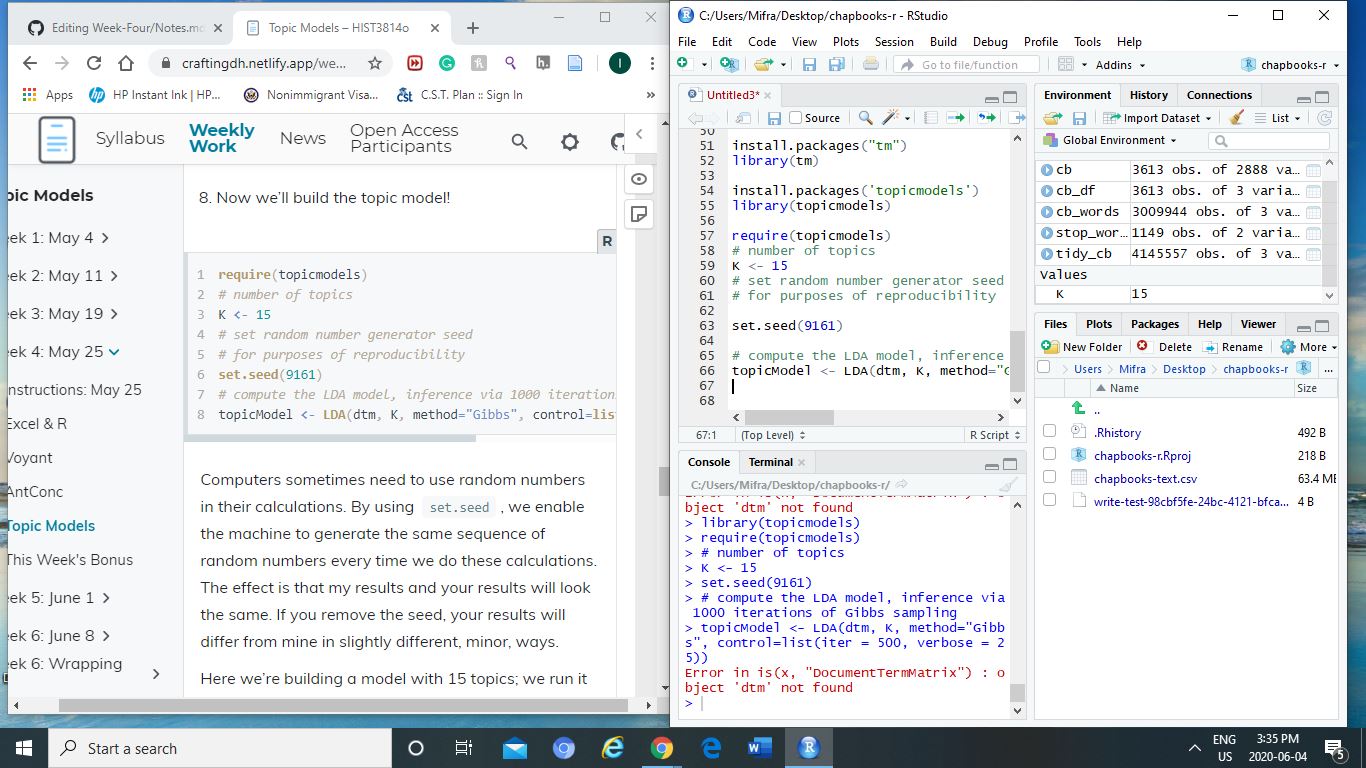 Editing Week-Four/Notes.md
Topic Models – HIST3814o
craftingdh.netlify.app/we...
I
Apps
HP Instant Ink | HP...
Nonimmigrant Visa...
C.S.T. Plan :: Sign In
»
Syllabus
Weekly Work
News
Open Access Participants
pic Models
eek 1: May 4
eek 2: May 11
eek 3: May 19
eek 4: May 25
Instructions: May 25
Excel & R
Voyant
AntConc
Topic Models
This Week's Bonus
eek 5: June 1
eek 6: June 8
eek 6: Wrapping
8. Now we'll build the topic model!
R
1 require(topicmodels)
2 # number of topics
3 K <- 15
4 # set random number generator seed
5 # for purposes of reproducibility
6 set.seed(9161)
7 # compute the LDA model, inference via 1000 iteration
8 topicModel <- LDA(dtm, K, method="Gibbs", control=lis
Computers sometimes need to use random numbers
in their calculations. By using set.seed , we enable
the machine to generate the same sequence of
random numbers every time we do these calculations.
The effect is that my results and your results will look
the same. If you remove the seed, your results will
differ from mine in slightly different, minor, ways.
Here we're building a model with 15 topics; we run it
C:/Users/Mifra/Desktop/chapbooks-r - RStudio
File Edit Code View Plots Session Build Debug Profile Tools Help
Go to file/function
Addins
chapbooks-r
Untitled3*
Source
50
51 install.packages("tm")
52 library(tm)
53
54 install.packages('topicmodels')
55 library(topicmodels)
56
57 require(topicmodels)
58 # number of topics
59 K <- 15
60 # set random number generator seed
61 # for purposes of reproducibility
62
63 set.seed(9161)
64
65 # compute the LDA model, inference
66 topicModel <- LDA(dtm, K, method="G
67
68
67:1 (Top Level) R Script
Console Terminal
C:/Users/Mifra/Desktop/chapbooks-r/
Error in is(x, "DocumentTermMatrix") : o
bject 'dtm' not found
> library(topicmodels)
> require(topicmodels)
> # number of topics
> K <- 15
> set.seed(9161)
> # compute the LDA model, inference via
1000 iterations of Gibbs sampling
> topicModel <- LDA(dtm, K, method="Gibb
s", control=list(iter = 500, verbose = 2
5))
Error in is(x, "DocumentTermMatrix") : o
bject 'dtm' not found
>
Environment History Connections
Import Dataset
List
Global Environment
cb 3613 obs. of 2888 va...
cb_df 3613 obs. of 3 varia...
cb_words 3009944 obs. of 3 va...
stop_wor... 1149 obs. of 2 varia...
tidy_cb 4145557 obs. of 3 va...
Values
K 15
Files Plots Packages Help Viewer
New Folder Delete Rename More
Users Mifra Desktop chapbooks-r ...
Name Size
..
.Rhistory 492 B
chapbooks-r.Rproj 218 B
chapbooks-text.csv 63.4 ME
write-test-98cbf5fe-24bc-4121-bfca... 4 B
Start a search
ENG
US
3:35 PM
2020-06-04
5